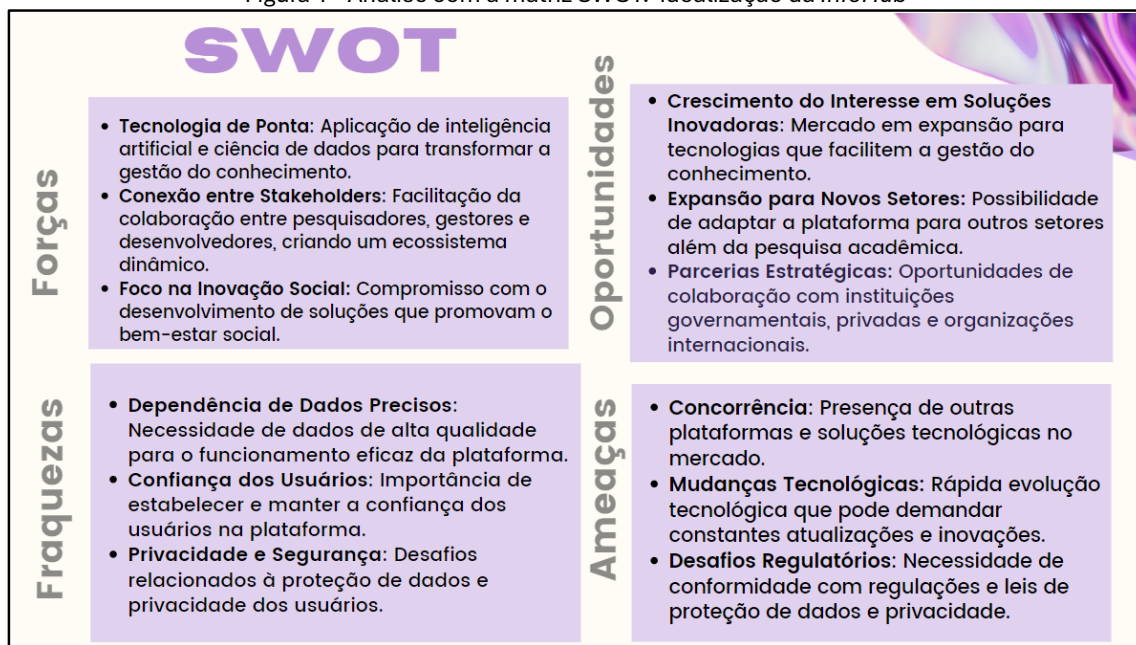 Figura 1 - Análise com a matriz SWOT: idealização da InfoHub
SWOT
Forças
• Tecnologia de Ponta: Aplicação de inteligência
artificial e ciência de dados para transformar a
gestão do conhecimento.
• Conexão entre Stakeholders: Facilitação da
colaboração entre pesquisadores, gestores e
desenvolvedores, criando um ecossistema
dinâmico.
• Foco na Inovação Social: Compromisso com o
desenvolvimento de soluções que promovam o
bem-estar social.
Oportunidades
• Crescimento do Interesse em Soluções
Inovadoras: Mercado em expansão para
tecnologias que facilitem a gestão do
conhecimento.
• Expansão para Novos Setores: Possibilidade
de adaptar a plataforma para outros setores
além da pesquisa acadêmica.
• Parcerias Estratégicas: Oportunidades de
colaboração com instituições
governamentais, privadas e organizações
internacionais.
Fraquezas
• Dependência de Dados Precisos:
Necessidade de dados de alta qualidade
para o funcionamento eficaz da plataforma.
• Confiança dos Usuários: Importância de
estabelecer e manter a confiança dos
usuários na plataforma.
• Privacidade e Segurança: Desafios
relacionados à proteção de dados e
privacidade dos usuários.
Ameaças
• Concorrência: Presença de outras
plataformas e soluções tecnológicas no
mercado.
• Mudanças Tecnológicas: Rápida evolução
tecnológica que pode demandar
constantes atualizações e inovações.
• Desafios Regulatórios: Necessidade de
conformidade com regulações e leis de
proteção de dados e privacidade.